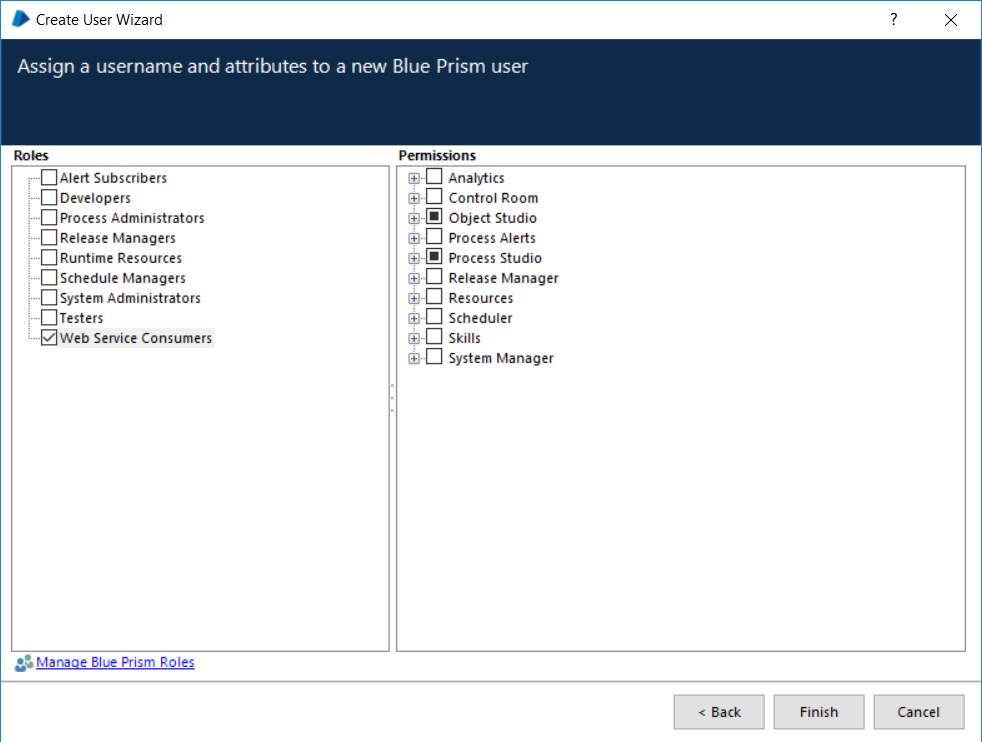 Create User Wizard
?
Assign a username and attributes to a new Blue Prism user
Roles
Alert Subscribers
Developers
Process Administrators
Release Managers
Runtime Resources
Schedule Managers
System Administrators
Testers
Web Service Consumers
Permissions
Analytics
Control Room
Object Studio
Process Alerts
Process Studio
Release Manager
Resources
Scheduler
Skills
System Manager
Manage Blue Prism Roles
< Back
Finish
Cancel